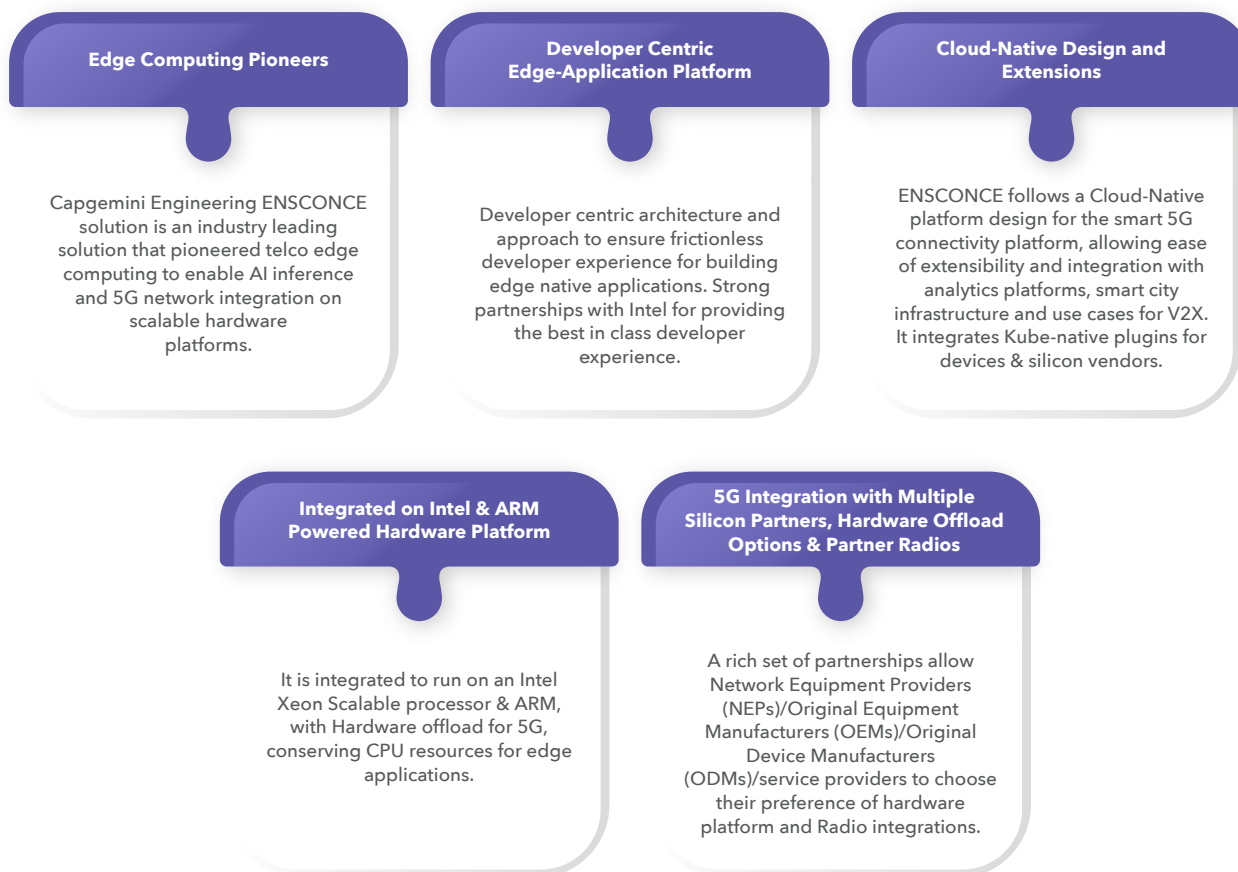 Edge Computing Pioneers
Capgemini Engineering ENSCONCE
solution is an industry leading
solution that pioneered telco edge
computing to enable AI inference
and 5G network integration on
scalable hardware
platforms.
Developer Centric
Edge-Application Platform
Developer centric architecture and
approach to ensure frictionless
developer experience for building
edge native applications. Strong
partnerships with Intel for providing
the best in class developer
experience.
Cloud-Native Design and
Extensions
ENSCONCE follows a Cloud-Native
platform design for the smart 5G
connectivity platform, allowing ease
of extensibility and integration with
analytics platforms, smart city
infrastructure and use cases for V2X.
It integrates Kube-native plugins for
devices & silicon vendors.
Integrated on Intel & ARM
Powered Hardware Platform
It is integrated to run on an Intel
Xeon Scalable processor & ARM,
with Hardware offload for 5G,
conserving CPU resources for edge
applications.
5G Integration with Multiple
Silicon Partners, Hardware Offload
Options & Partner Radios
A rich set of partnerships allow
Network Equipment Providers
(NEPs)/Original Equipment
Manufacturers (OEMs)/Original
Device Manufacturers
(ODMs)/service providers to choose
their preference of hardware
platform and Radio integrations.